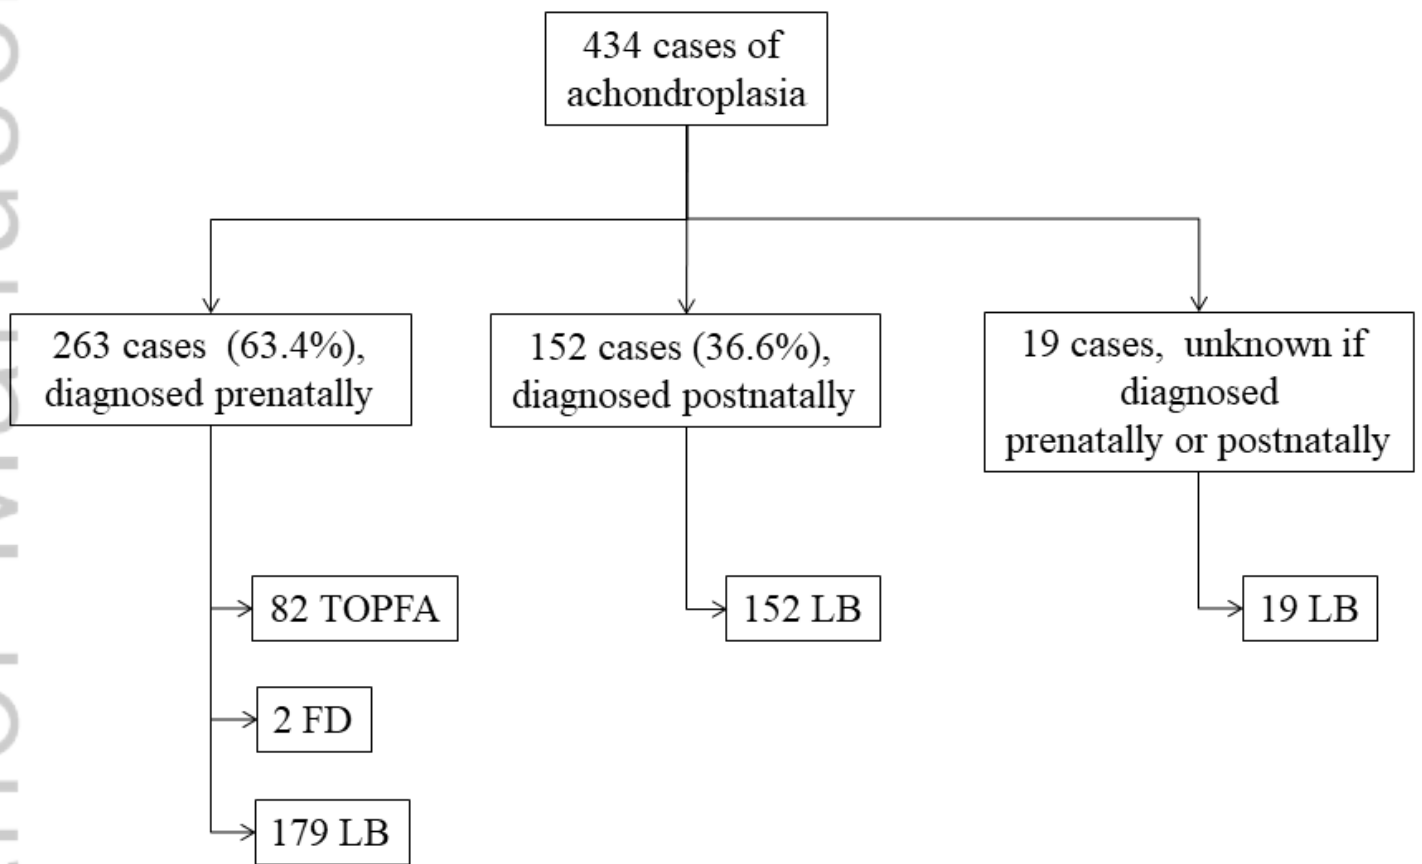 434 cases of
achondroplasia
263 cases (63.4%),
diagnosed prenatally
152 cases (36.6%),
diagnosed postnatally
19 cases, unknown if
diagnosed
prenatally or postnatally
82 TOPFA
152 LB
19 LB
2 FD
179 LB